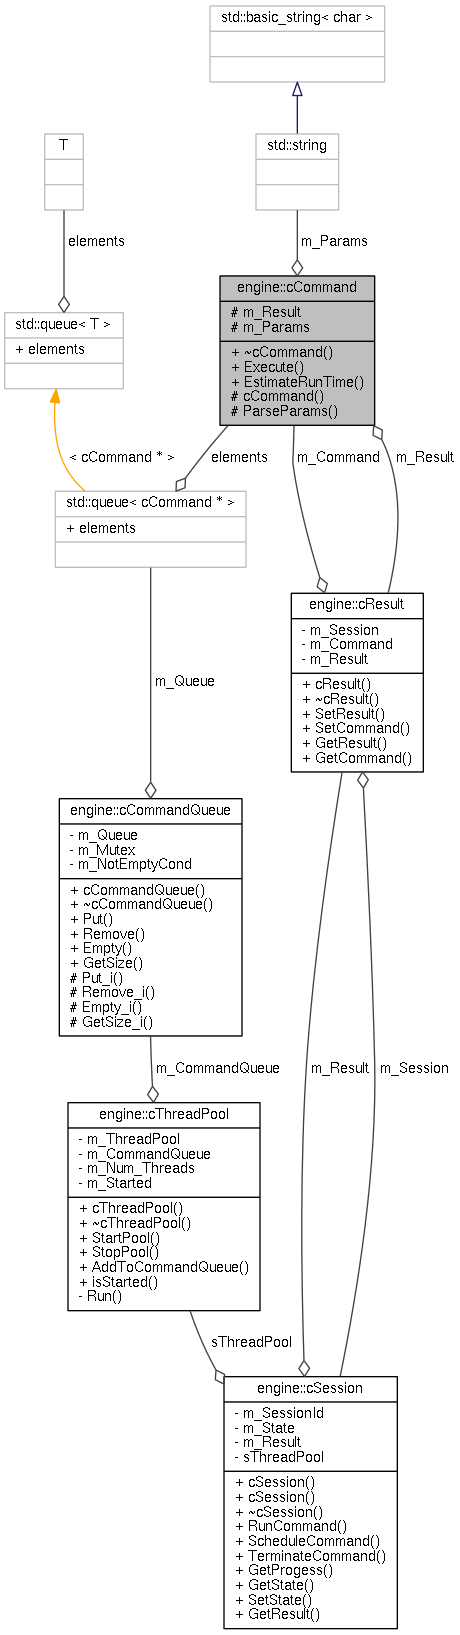 std::basic_string< char >
std::string
T
elements
m_Params
engine::cCommand
# m_Result
# m_Params
+ ~cCommand()
+ Execute()
+ EstimateRunTime()
# cCommand()
# ParseParams()
std::queue< T >
+ elements
< cCommand * >
elements
m_Command
m_Result
std::queue< cCommand * >
+ elements
engine::cResult
- m_Session
- m_Command
- m_Result
+ cResult()
+ ~cResult()
+ SetResult()
+ SetCommand()
+ GetResult()
+ GetCommand()
m_Queue
engine::cCommandQueue
- m_Queue
- m_Mutex
- m_NotEmptyCond
+ cCommandQueue()
+ ~cCommandQueue()
+ Put()
+ Remove()
+ Empty()
+ GetSize()
# Put_i()
# Remove_i()
# Empty_i()
# GetSize_i()
m_CommandQueue
m_Result
m_Session
engine::cThreadPool
- m_ThreadPool
- m_CommandQueue
- m_Num_Threads
- m_Started
+ cThreadPool()
+ ~cThreadPool()
+ StartPool()
+ StopPool()
+ AddToCommandQueue()
+ isStarted()
- Run()
sThreadPool
engine::cSession
- m_SessionId
- m_State
- m_Result
- sThreadPool
+ cSession()
+ cSession()
+ ~cSession()
+ RunCommand()
+ ScheduleCommand()
+ TerminateCommand()
+ GetProgess()
+ GetState()
+ SetState()
+ GetResult()